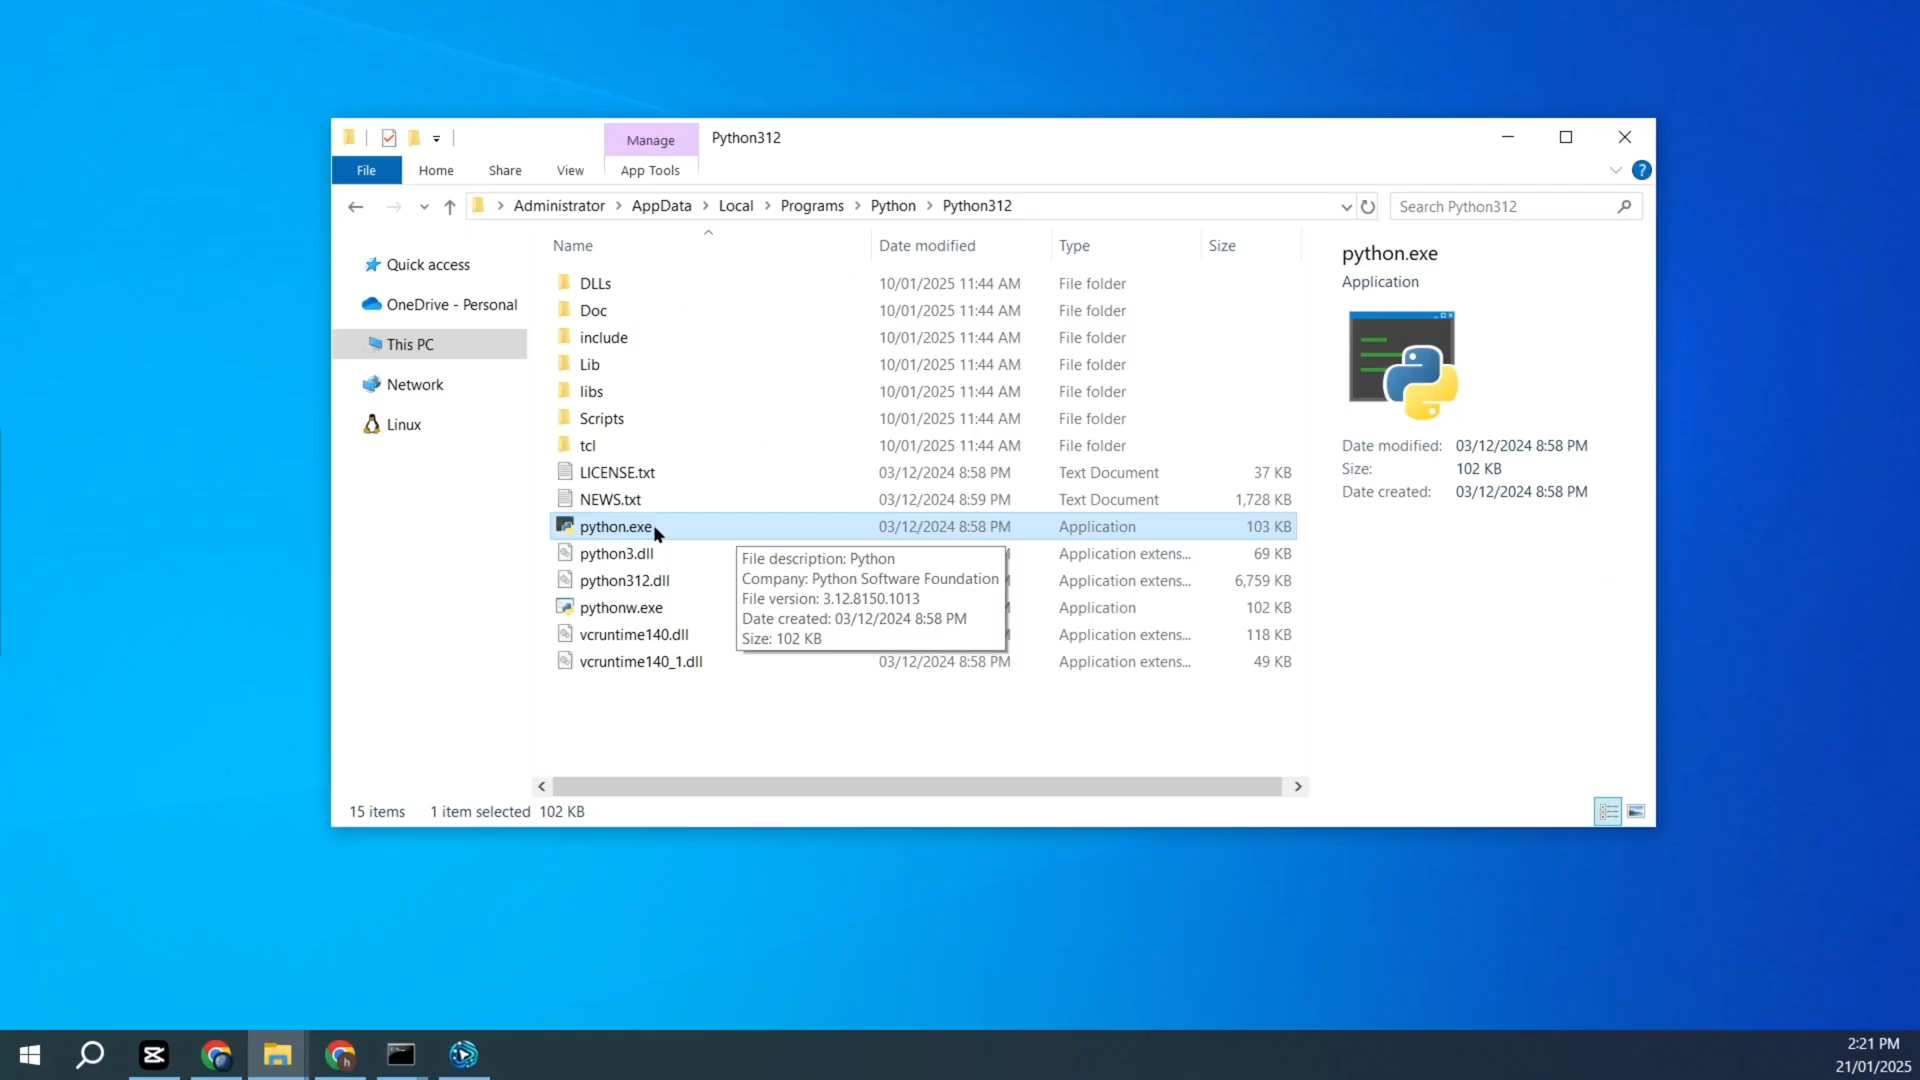 Manage Python312
File Home Share View App Tools ?
Administrator > AppData > Local > Programs > Python > Python312 Search Python312
Quick access
OneDrive - Personal
This PC
Network
Linux
Name Date modified Type Size
DLLs 10/01/2025 11:44 AM File folder
Doc 10/01/2025 11:44 AM File folder
include 10/01/2025 11:44 AM File folder
Lib 10/01/2025 11:44 AM File folder
libs 10/01/2025 11:44 AM File folder
Scripts 10/01/2025 11:44 AM File folder
tcl 10/01/2025 11:44 AM File folder
LICENSE.txt 03/12/2024 8:58 PM Text Document 37 KB
NEWS.txt 03/12/2024 8:59 PM Text Document 1,728 KB
python.exe 03/12/2024 8:58 PM Application 103 KB
python3.dll Application extens... 69 KB
python312.dll Application extens... 6,759 KB
pythonw.exe Application 102 KB
vcruntime140.dll Application extens... 118 KB
vcruntime140_1.dll 03/12/2024 8:58 PM Application extens... 49 KB
File description: Python
Company: Python Software Foundation
File version: 3.12.8150.1013
Date created: 03/12/2024 8:58 PM
Size: 102 KB
python.exe
Application
Date modified: 03/12/2024 8:58 PM
Size: 102 KB
Date created: 03/12/2024 8:58 PM
15 items 1 item selected 102 KB
2:21 PM
21/01/2025